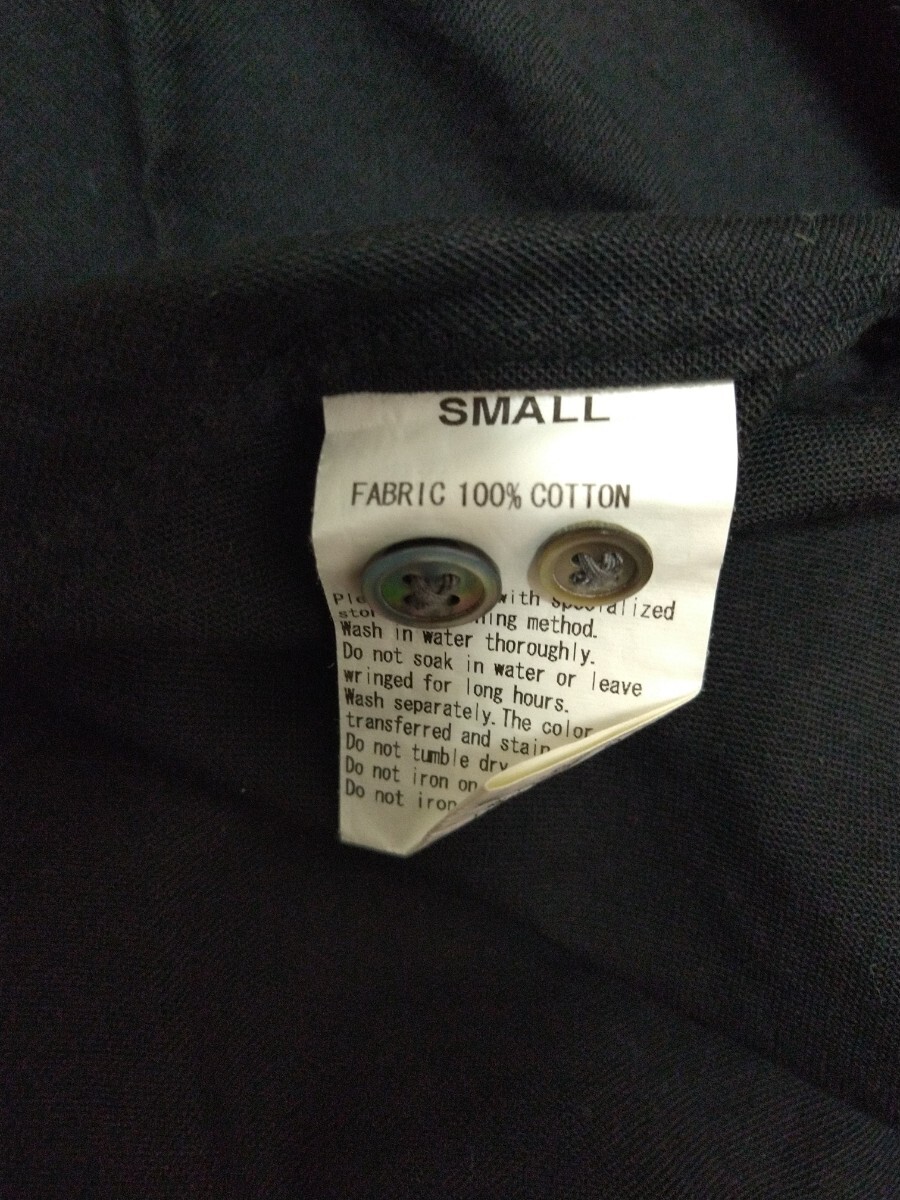 SMALL
FABRIC 100% COTTON
with specialized
method.
Wash in water thoroughly.
Do not soak in water or leave
wringed for long hours.
Wash separately. The color
transferred and stain
Do not tumble dry
Do not iron on
Do not iron